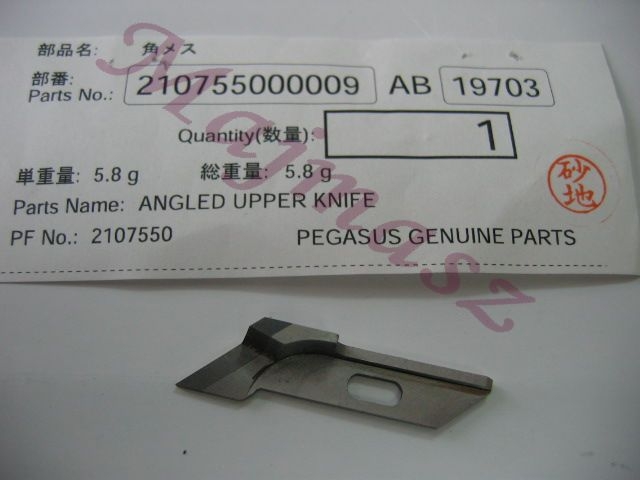 部品名: 角メス
部番:
Parts No.: 210755000009 AB 19703
Quantity(数量): 1
単重量: 5.8 g 総重量: 5.8 g
Parts Name: ANGLED UPPER KNIFE
PF No.: 2107550 PEGASUS GENUINE PARTS
砂地
Majmasz